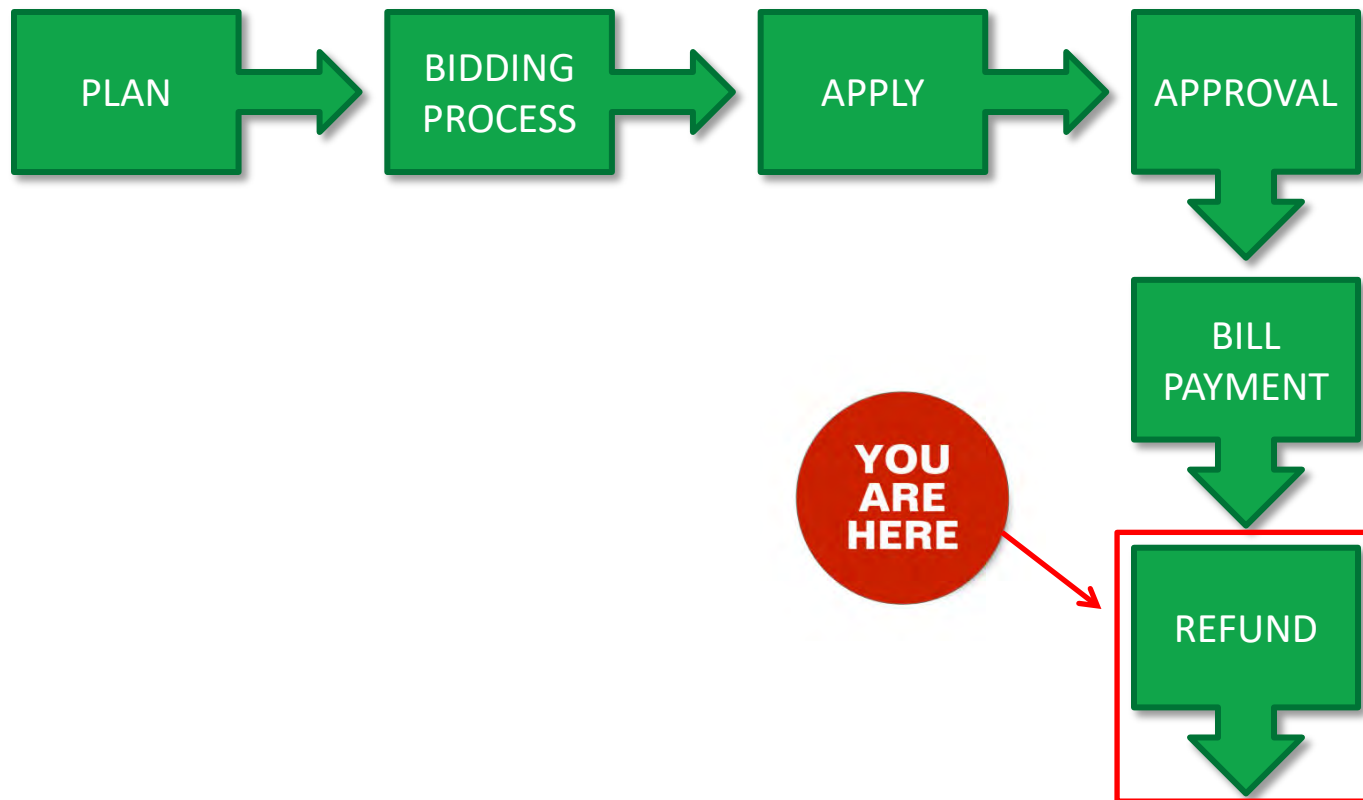 PLAN
BIDDING
PROCESS
APPLY
APPROVAL
BILL
PAYMENT
YOU
ARE
HERE
REFUND